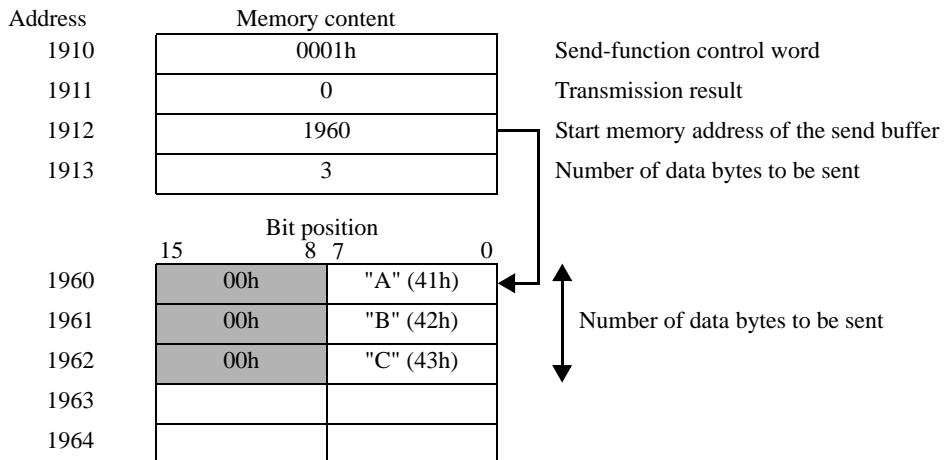 Address Memory content
1910 0001h Send-function control word
1911 0 Transmission result
1912 1960 Start memory address of the send buffer
1913 3 Number of data bytes to be sent
Bit position
15 8 7 0
1960 00h "A" (41h)
1961 00h "B" (42h) Number of data bytes to be sent
1962 00h "C" (43h)
1963
1964